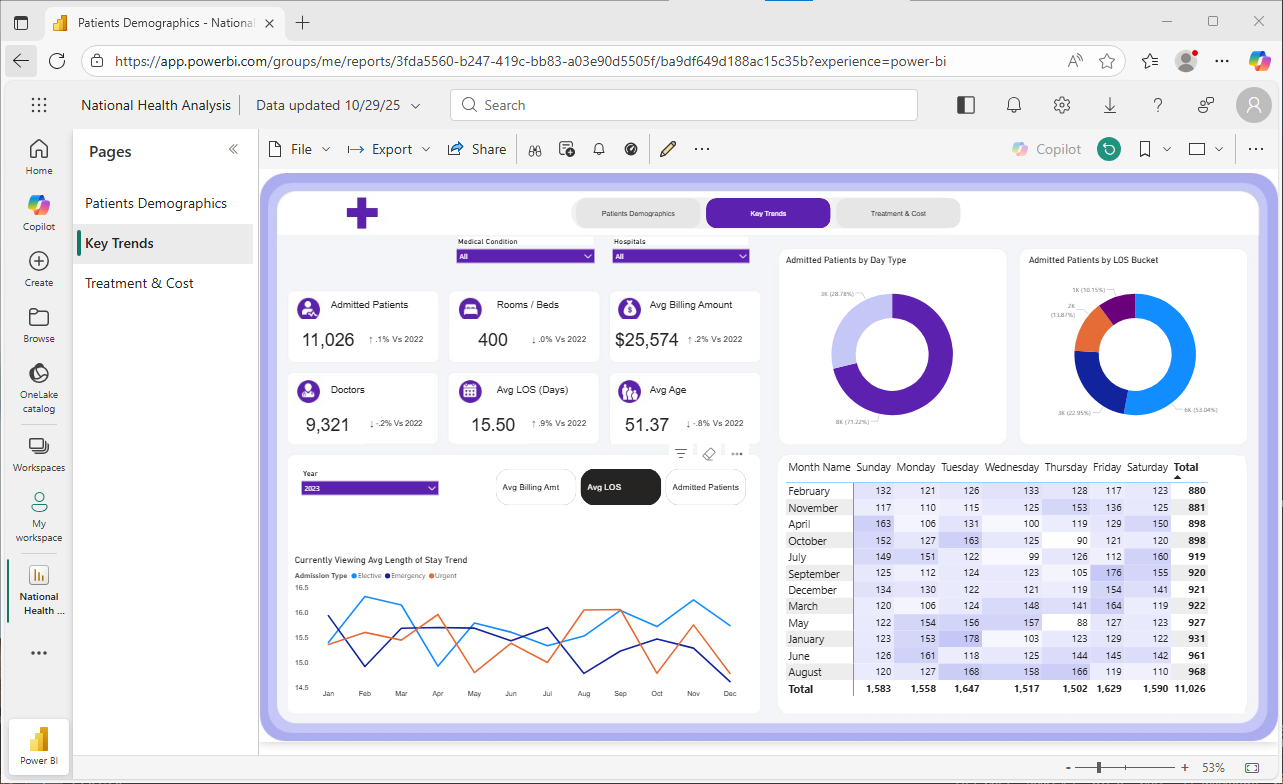 Patients Demographics - National
https://app.powerbi.com/groups/me/reports/3fda5560-b247-419c-bb83-a03e90d5505f/ba9df649d188ac15c35b?experience=power-bi
National Health Analysis
Data updated 10/29/25
Search
Home
Copilot
Create
Browse
OneLake
catalog
Workspaces
My
workspace
National
Health ...
Power BI
Pages
Patients Demographics
Key Trends
Treatment & Cost
File
Export
Share
Copilot
Patients Demographics
Key Trends
Treatment & Cost
Medical Condition
All
Hospitals
All
Admitted Patients
11,026 ↑ .1% Vs 2022
Rooms / Beds
400 ↓ .0% Vs 2022
Avg Billing Amount
$25,574 ↑ .2% Vs 2022
Doctors
9,321 ↓ -.2% Vs 2022
Avg LOS (Days)
15.50 ↑ .9% Vs 2022
Avg Age
51.37 ↓ -.8% Vs 2022
Year
2023
Avg Billing Amt
Avg LOS
Admitted Patients
Currently Viewing Avg Length of Stay Trend
Admission Type Elective Emergency Urgent
16.5
16.0
15.5
15.0
14.5
Jan Feb Mar Apr May Jun Jul Aug Sep Oct Nov Dec
Admitted Patients by Day Type
3K (28.78%)
8K (71.22%)
Admitted Patients by LOS Bucket
1K (10.15%)
2K
(13.87%)
3K (22.95%)
6K (53.04%)
Month Name Sunday Monday Tuesday Wednesday Thursday Friday Saturday Total
February 132 121 126 133 128 117 123 880
November 117 110 115 125 153 136 125 881
April 163 106 131 100 119 129 150 898
October 152 127 163 125 90 121 120 898
July 149 151 122 99 126 112 160 919
September 125 112 124 123 105 176 155 920
December 134 130 122 121 119 154 141 921
March 120 106 124 148 141 164 119 922
May 122 154 156 157 88 127 123 927
January 123 153 178 103 123 129 122 931
June 126 161 118 125 144 145 142 961
August 120 127 168 158 166 119 110 968
Total 1,583 1,558 1,647 1,517 1,502 1,629 1,590 11,026
- + 53%